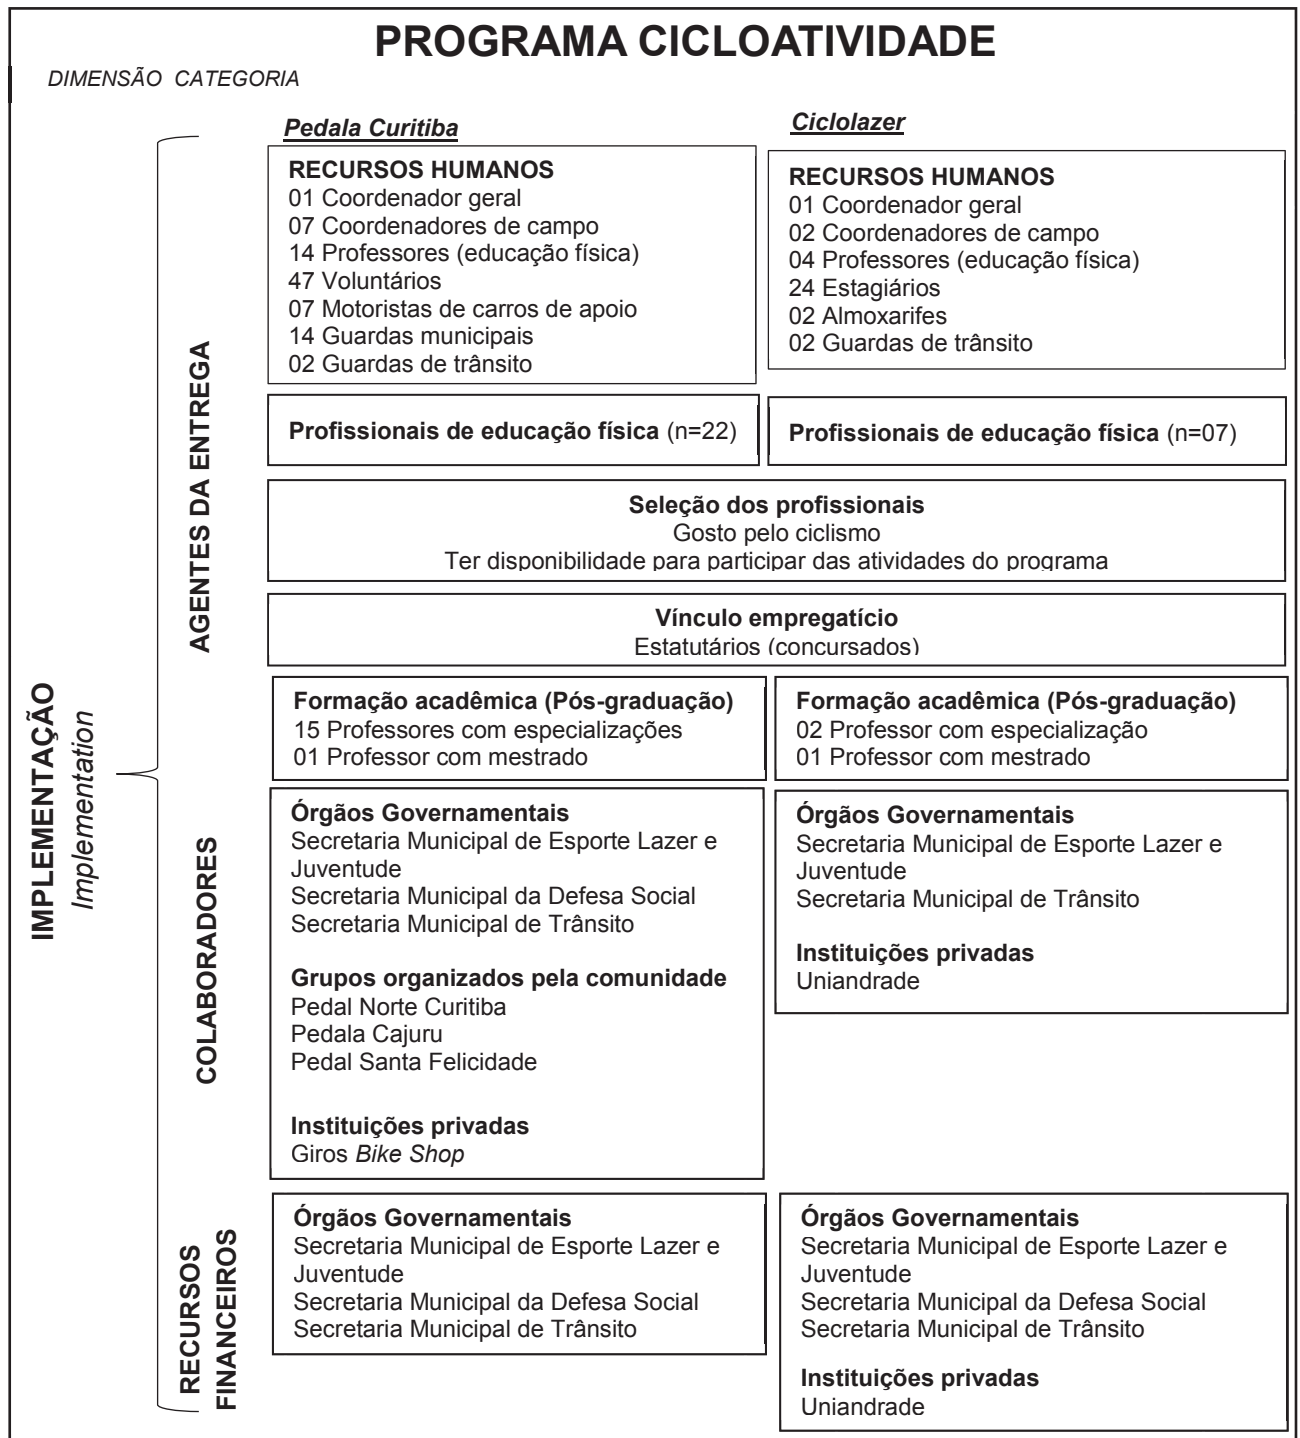 PROGRAMA CICLOATIVIDADE
DIMENSÃO CATEGORIA
Pedala Curitiba
RECURSOS HUMANOS
01 Coordenador geral
07 Coordenadores de campo
14 Professores (educação física)
47 Voluntários
07 Motoristas de carros de apoio
14 Guardas municipais
02 Guardas de trânsito
Ciclolazer
RECURSOS HUMANOS
01 Coordenador geral
02 Coordenadores de campo
04 Professores (educação física)
24 Estagiários
02 Almoxarifes
02 Guardas de trânsito
Profissionais de educação física (n=22)
Profissionais de educação física (n=07)
Seleção dos profissionais
Gosto pelo ciclismo
Ter disponibilidade para participar das atividades do programa
Vínculo empregatício
Estatutários (concursados)
AGENTES DA ENTREGA
IMPLEMENTAÇÃO
Implementation
Formação acadêmica (Pós-graduação)
15 Professores com especializações
01 Professor com mestrado
Formação acadêmica (Pós-graduação)
02 Professor com especialização
01 Professor com mestrado
COLABORADORES
Órgãos Governamentais
Secretaria Municipal de Esporte Lazer e
Juventude
Secretaria Municipal da Defesa Social
Secretaria Municipal de Trânsito
Grupos organizados pela comunidade
Pedal Norte Curitiba
Pedala Cajuru
Pedal Santa Felicidade
Instituições privadas
Giros Bike Shop
Órgãos Governamentais
Secretaria Municipal de Esporte Lazer e
Juventude
Secretaria Municipal de Trânsito
Instituições privadas
Uniandrade
RECURSOS
FINANCEIROS
Órgãos Governamentais
Secretaria Municipal de Esporte Lazer e
Juventude
Secretaria Municipal da Defesa Social
Secretaria Municipal de Trânsito
Órgãos Governamentais
Secretaria Municipal de Esporte Lazer e
Juventude
Secretaria Municipal da Defesa Social
Secretaria Municipal de Trânsito
Instituições privadas
Uniandrade